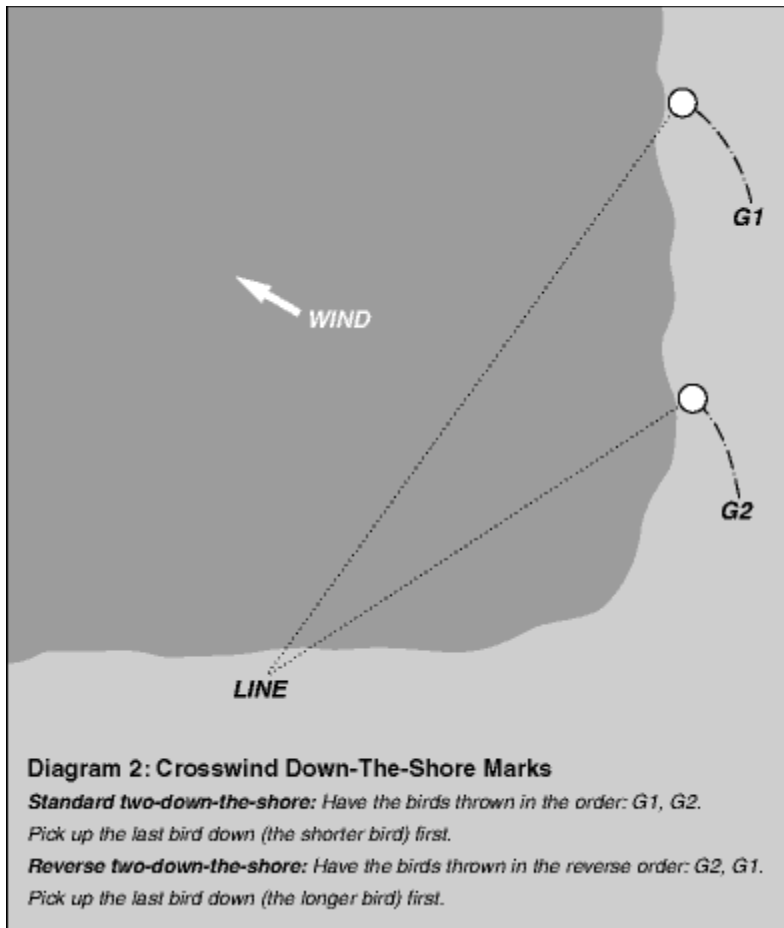 G1
WIND
G2
LINE
Diagram 2: Crosswind Down-The-Shore Marks
Standard two-down-the-shore: Have the birds thrown in the order: G1, G2.
Pick up the last bird down (the shorter bird) first.
Reverse two-down-the-shore: Have the birds thrown in the reverse order: G2, G1.
Pick up the last bird down (the longer bird) first.